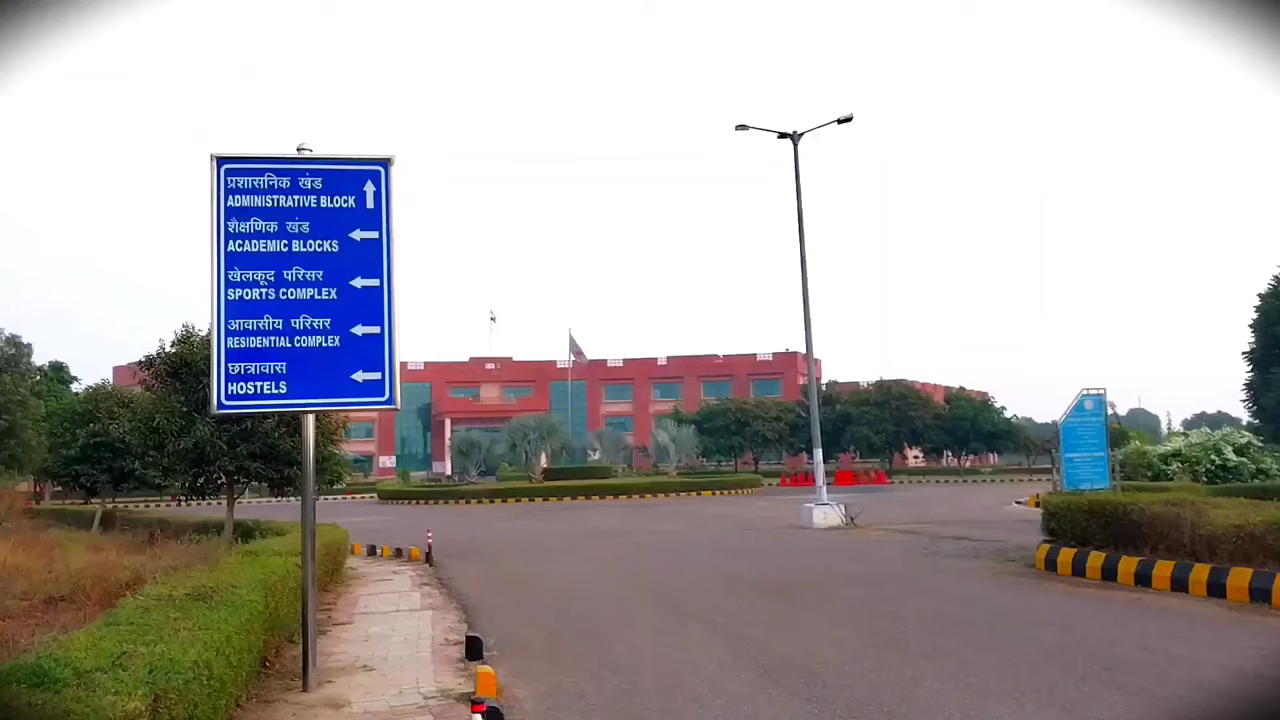 प्रशासनिक खंड
ADMINISTRATIVE BLOCK
शैक्षणिक खंड
ACADEMIC BLOCKS
खेलकूद परिसर
SPORTS COMPLEX
आवासीय परिसर
RESIDENTIAL COMPLEX
छात्रावास
HOSTELS